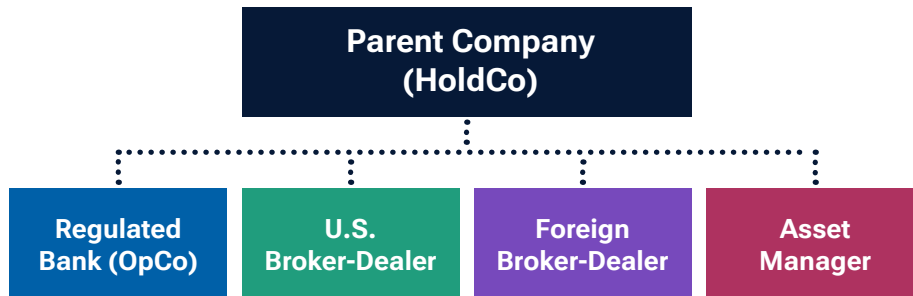 Parent Company
(HoldCo)
Regulated
Bank (OpCo)
U.S.
Broker-Dealer
Foreign
Broker-Dealer
Asset
Manager